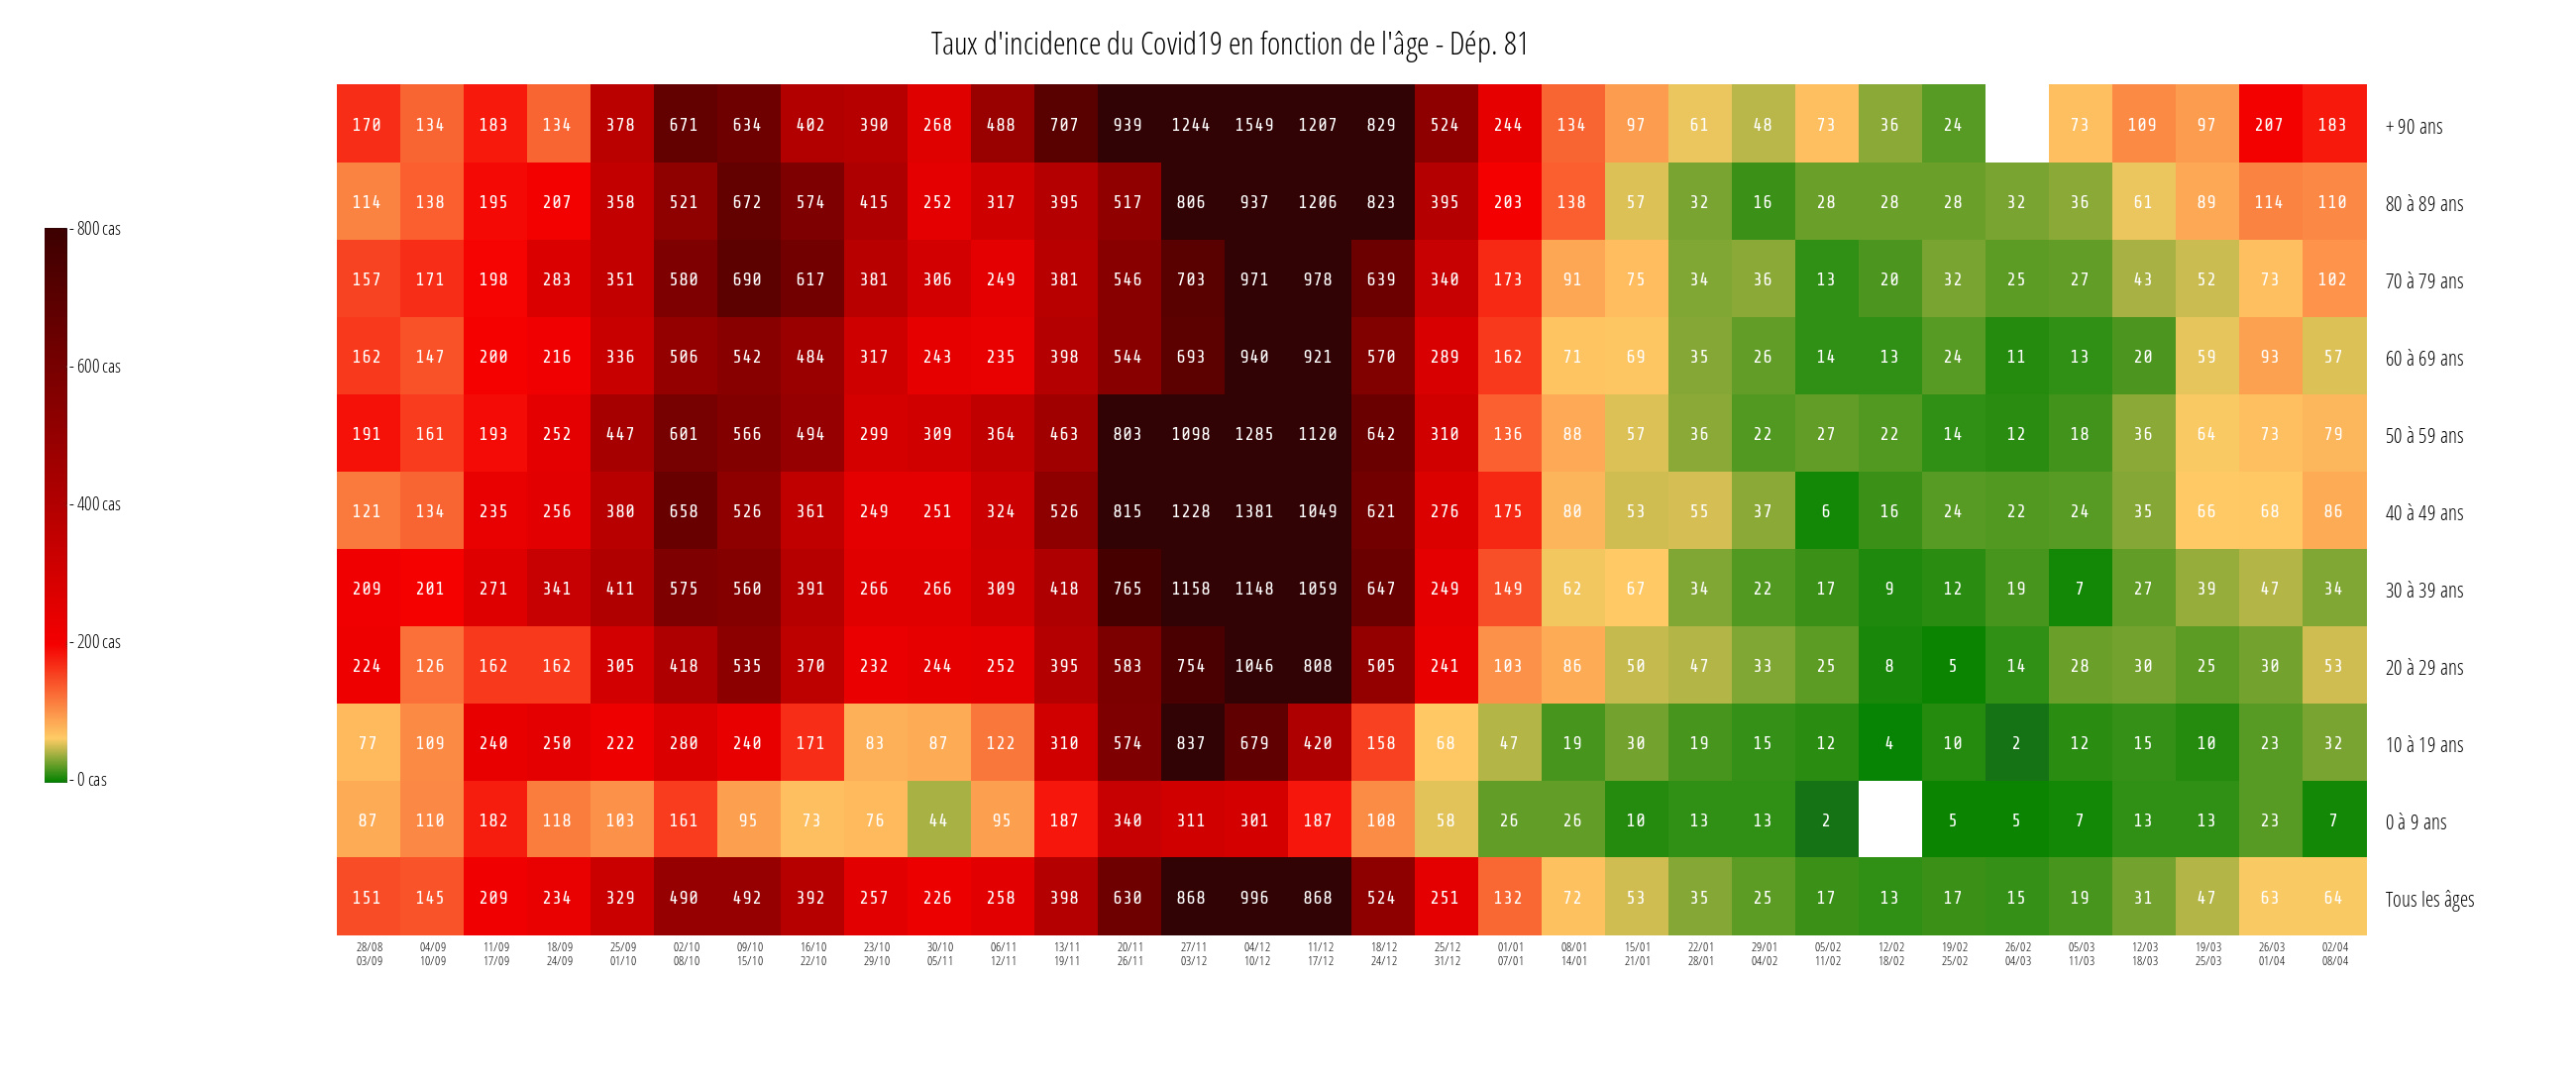 Taux d'incidence du Covid19 en fonction de l'âge - Dép. 81
- 800 cas
- 600 cas
- 400 cas
- 200 cas
- 0 cas
170 134 183 134 378 671 634 402 390 268 488 707 939 1244 1549 1207 829 524 244 134 97 61 48 73 36 24 73 109 97 207 183 + 90 ans
114 138 195 207 358 521 672 574 415 252 317 395 517 806 937 1206 823 395 203 138 57 32 16 28 28 28 32 36 61 89 114 110 80 à 89 ans
157 171 198 283 351 580 690 617 381 306 249 381 546 703 971 978 639 340 173 91 75 34 36 13 20 32 25 27 43 52 73 102 70 à 79 ans
162 147 200 216 336 506 542 484 317 243 235 398 544 693 940 921 570 289 162 71 69 35 26 14 13 24 11 13 20 59 93 57 60 à 69 ans
191 161 193 252 447 601 566 494 299 309 364 463 803 1098 1285 1120 642 310 136 88 57 36 22 27 22 14 12 18 36 64 73 79 50 à 59 ans
121 134 235 256 380 658 526 361 249 251 324 526 815 1228 1381 1049 621 276 175 80 53 55 37 6 16 24 22 24 35 66 68 86 40 à 49 ans
209 201 271 341 411 575 560 391 266 266 309 418 765 1158 1148 1059 647 249 149 62 67 34 22 17 9 12 19 7 27 39 47 34 30 à 39 ans
224 126 162 162 305 418 535 370 232 244 252 395 583 754 1046 808 505 241 103 86 50 47 33 25 8 5 14 28 30 25 30 53 20 à 29 ans
77 109 240 250 222 280 240 171 83 87 122 310 574 837 679 420 158 68 47 19 30 19 15 12 4 10 2 12 15 10 23 32 10 à 19 ans
87 110 182 118 103 161 95 73 76 44 95 187 340 311 301 187 108 58 26 26 10 13 13 2 5 5 7 13 13 23 7 0 à 9 ans
151 145 209 234 329 490 492 392 257 226 258 398 630 868 996 868 524 251 132 72 53 35 25 17 13 17 15 19 31 47 63 64 Tous les âges
28/08 04/09 11/09 18/09 25/09 02/10 09/10 16/10 23/10 30/10 06/11 13/11 20/11 27/11 04/12 11/12 18/12 25/12 01/01 08/01 15/01 22/01 29/01 05/02 12/02 19/02 26/02 05/03 12/03 19/03 26/03 02/04
03/09 10/09 17/09 24/09 01/10 08/10 15/10 22/10 29/10 05/11 12/11 19/11 26/11 03/12 10/12 17/12 24/12 31/12 07/01 14/01 21/01 28/01 04/02 11/02 18/02 25/02 04/03 11/03 18/03 25/03 01/04 08/04